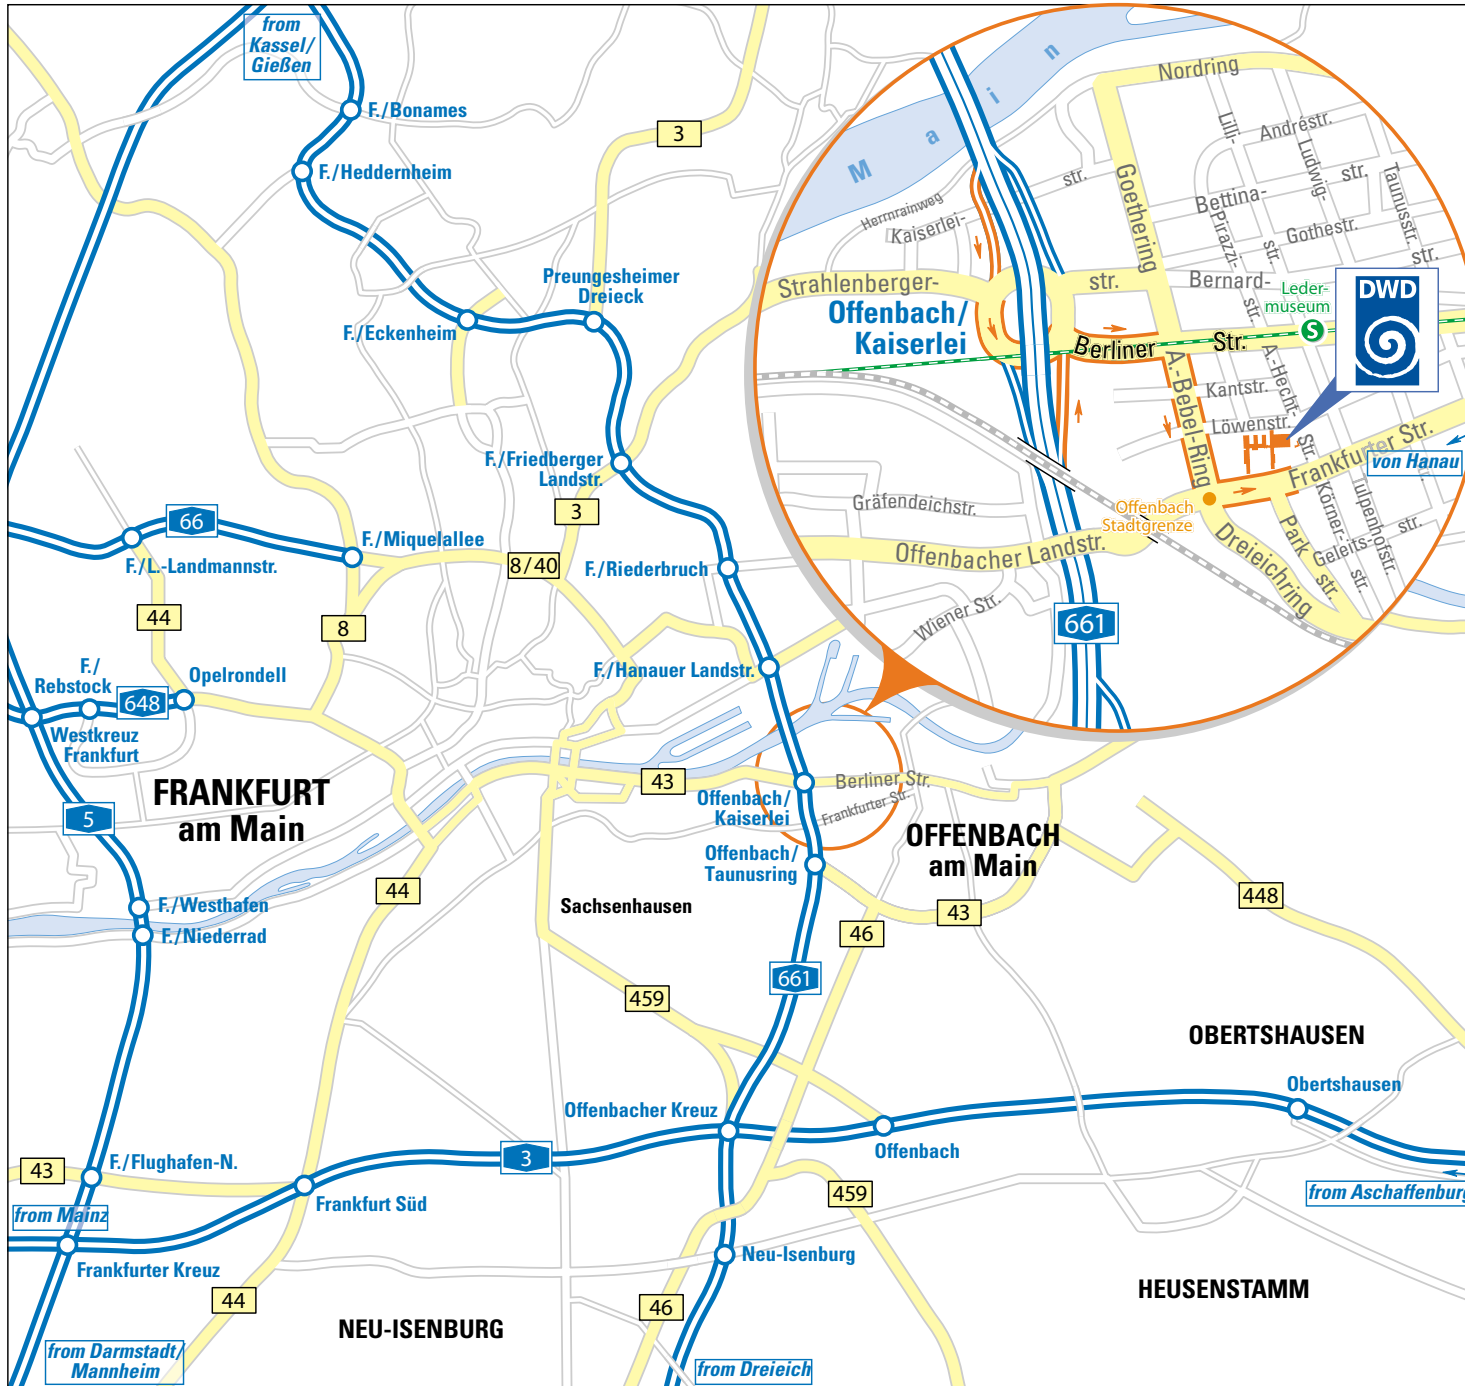 from
Kassel/
Gießen
F./Bonames
F./Heddernheim
3
Preungesheimer
Dreieck
F./Eckenheim
F./Friedberger
Landstr.
3
66
F./L.-Landmannstr.
F./Miquelallee
8/40
F./Riederbruch
44
8
F./
Rebstock
648
Opelrondell
F./Hanauer Landstr.
Westkreuz
Frankfurt
FRANKFURT
am Main
5
43
Offenbach/
Kaiserlei
Berliner Str.
Frankfurter Str.
OFFENBACH
am Main
Offenbach/
Taunusring
44
F./Westhafen
F./Niederrad
Sachsenhausen
46
43
448
661
459
OBERTSHAUSEN
Obertshausen
Offenbacher Kreuz
3
Offenbach
43
F./Flughafen-N.
Frankfurt Süd
459
from Aschaffenburg
from Mainz
Frankfurter Kreuz
Neu-Isenburg
44
46
HEUSENSTAMM
NEU-ISENBURG
from Darmstadt/
Mannheim
from Dreieich
Main
Nordring
Lilli-
Andréstr.
Ludwig-
str.
Taunusstr.
str.
Goethering
Bettina-
Pirazzi-
str.
Gothestr.
str.
Herrnrainweg
Kaiserlei-
Strahlenberger-
str.
Bernard-
str.
Leder-
museum
S
DWD
Offenbach/
Kaiserlei
Berliner
Str.
A.-Bebel-Ring
Kantstr.
A.-Hecht-
Str.
Löwenstr.
Frankfurter Str.
von Hanau
Gräfendeichstr.
Offenbach
Stadtgrenze
Offenbacher Landstr.
Dreieichring
Park
str.
Körner-
str.
Tulpenhofstr.
Geleits-
str.
Wiener Str.
661